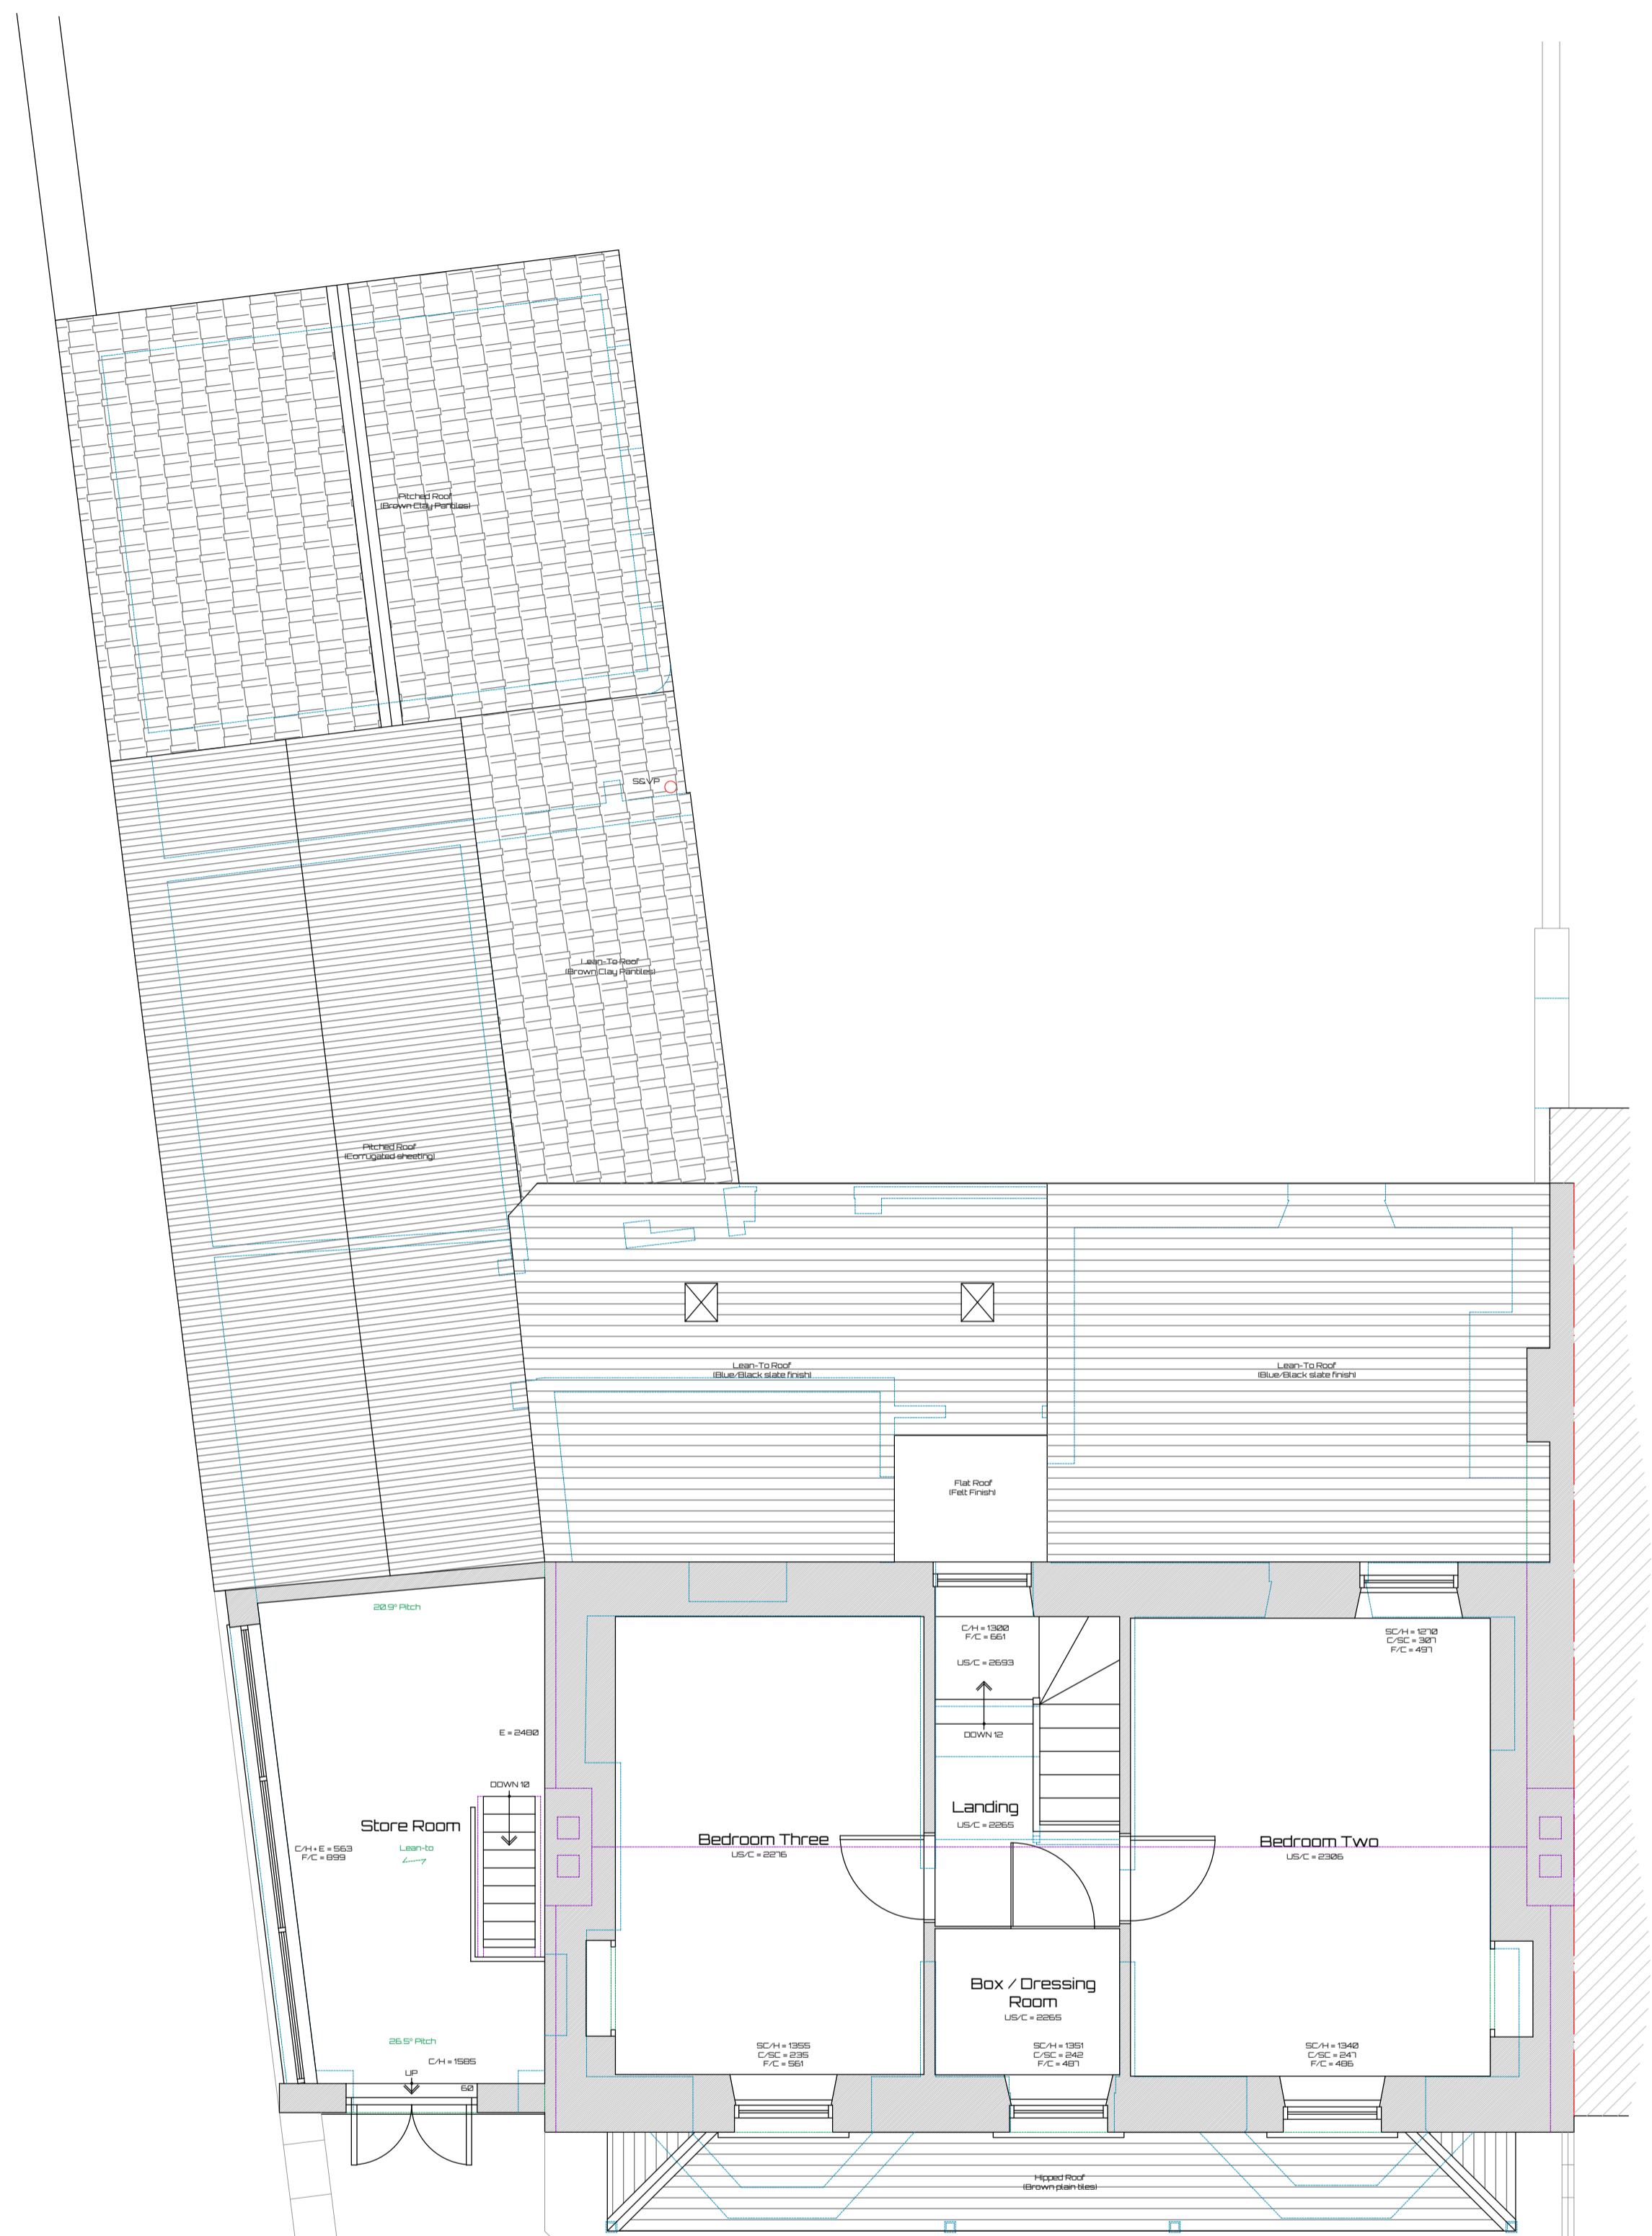 Pitched Roof
(Brown Clay Pantiles)
S&VP
Lean-To Roof
(Brown Clay Pantiles)
Pitched Roof
(Corrugated sheeting)
Lean-To Roof
(Blue/Black slate finish)
Lean-To Roof
(Blue/Black slate finish)
Flat Roof
(Felt Finish)
20.9° Pitch
C/H = 1300
F/C = 661
US/C = 2693
SC/H = 1270
C/SC = 307
F/C = 497
E = 2480
DOWN 12
DOWN 10
Store Room
Lean-to
C/H + E = 563
F/C = 899
Bedroom Three
US/C = 2276
Landing
US/C = 2265
Bedroom Two
US/C = 2306
Box / Dressing
Room
US/C = 2265
26.5° Pitch
C/H = 1585
UP
60
SC/H = 1355
C/SC = 235
F/C = 561
SC/H = 1351
C/SC = 242
F/C = 487
SC/H = 1340
C/SC = 247
F/C = 486
Hipped Roof
(Brown plain tiles)